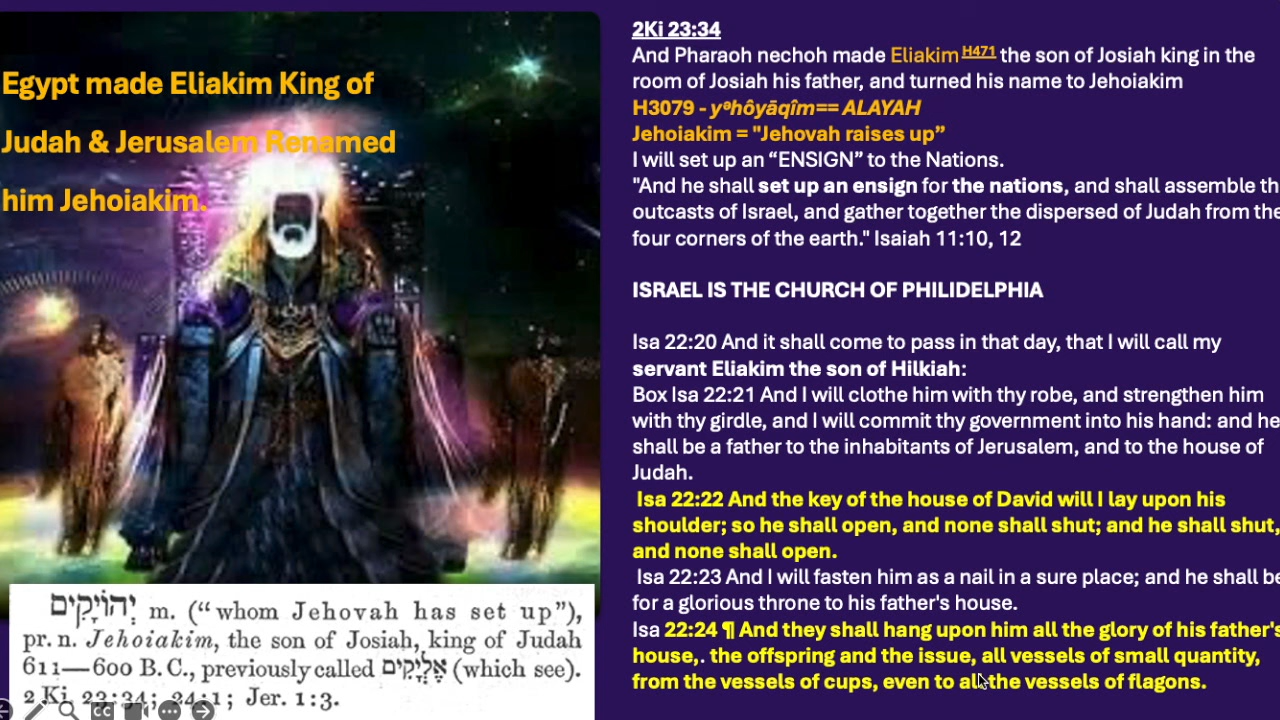 Egypt made Eliakim King of
Judah & Jerusalem Renamed
him Jehoiakim.
יְהוֹיָקִים m. (“whom Jehovah has set up”),
pr. n. Jehoiakim, the son of Josiah, king of Judah
611—600 B.C., previously called אֶלְיָקִים (which see).
2 Ki. 23:34; 24:1; Jer. 1:3.
2Ki 23:34
And Pharaoh nechoh made Eliakim H471 the son of Josiah king in the
room of Josiah his father, and turned his name to Jehoiakim
H3079 - yᵊhôyāqîm== ALAYAH
Jehoiakim = "Jehovah raises up”
I will set up an “ENSIGN” to the Nations.
"And he shall set up an ensign for the nations, and shall assemble th
outcasts of Israel, and gather together the dispersed of Judah from the
four corners of the earth." Isaiah 11:10, 12
ISRAEL IS THE CHURCH OF PHILIDELPHIA
Isa 22:20 And it shall come to pass in that day, that I will call my
servant Eliakim the son of Hilkiah:
Box Isa 22:21 And I will clothe him with thy robe, and strengthen him
with thy girdle, and I will commit thy government into his hand: and he
shall be a father to the inhabitants of Jerusalem, and to the house of
Judah.
Isa 22:22 And the key of the house of David will I lay upon his
shoulder; so he shall open, and none shall shut; and he shall shut,
and none shall open.
Isa 22:23 And I will fasten him as a nail in a sure place; and he shall be
for a glorious throne to his father's house.
Isa 22:24 ¶ And they shall hang upon him all the glory of his father's
house,. the offspring and the issue, all vessels of small quantity,
from the vessels of cups, even to all the vessels of flagons.
CC